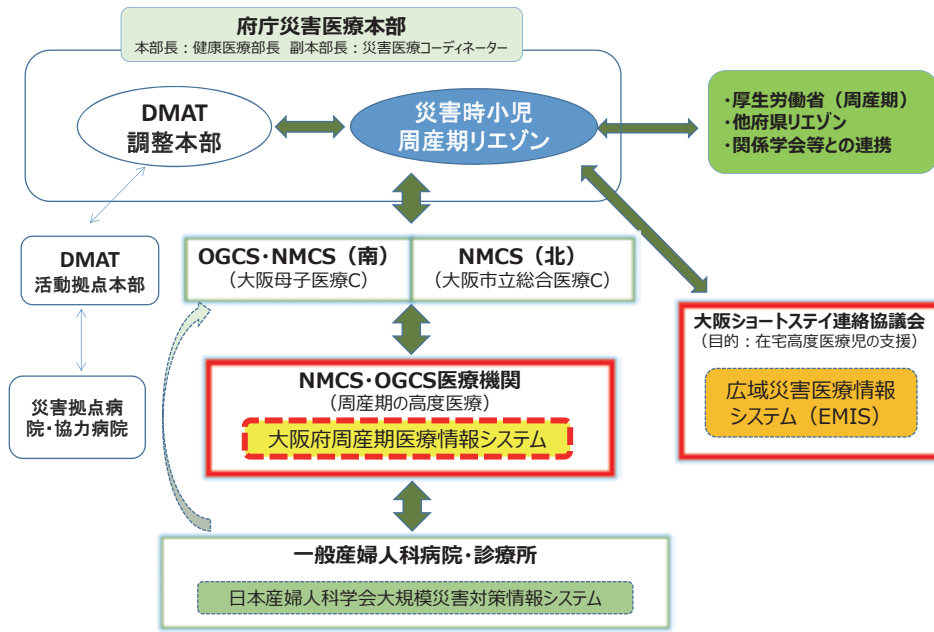 府庁災害医療本部
本部長：健康医療部長 副本部長：災害医療コーディネーター
DMAT
調整本部
災害時小児
周産期リエゾン
・厚生労働省（周産期）
・他府県リエゾン
・関係学会等との連携
DMAT
活動拠点本部
OGCS・NMCS（南）
（大阪母子医療C）
NMCS（北）
（大阪市立総合医療C）
大阪ショートステイ連絡協議会
（目的：在宅高度医療児の支援）
広域災害医療情報
システム（EMIS）
NMCS・OGCS医療機関
（周産期の高度医療）
大阪府周産期医療情報システム
災害拠点病
院・協力病院
一般産婦人科病院・診療所
日本産婦人科学会大規模災害対策情報システム